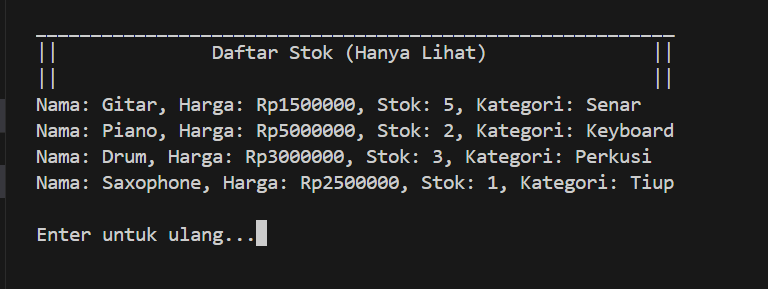 __________________________________________________________
||              Daftar Stok (Hanya Lihat)               ||
||                                                      ||
Nama: Gitar, Harga: Rp1500000, Stok: 5, Kategori: Senar
Nama: Piano, Harga: Rp5000000, Stok: 2, Kategori: Keyboard
Nama: Drum, Harga: Rp3000000, Stok: 3, Kategori: Perkusi
Nama: Saxophone, Harga: Rp2500000, Stok: 1, Kategori: Tiup
Enter untuk ulang...